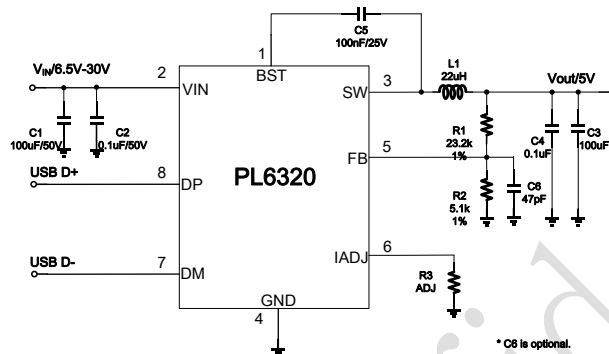 C5
100nF/25V
1
BST
VIN/6.5V-30V
2
VIN
SW
3
L1
22uH
Vout/5V
C1
100uF/50V
C2
0.1uF/50V
R1
23.2k
1%
C4
0.1uF
C3
100uF
FB
5
USB D+
8
DP
PL6320
R2
5.1k
1%
C6
47pF
USB D-
7
DM
IADJ
6
R3
ADJ
GND
4
* C6 is optional.